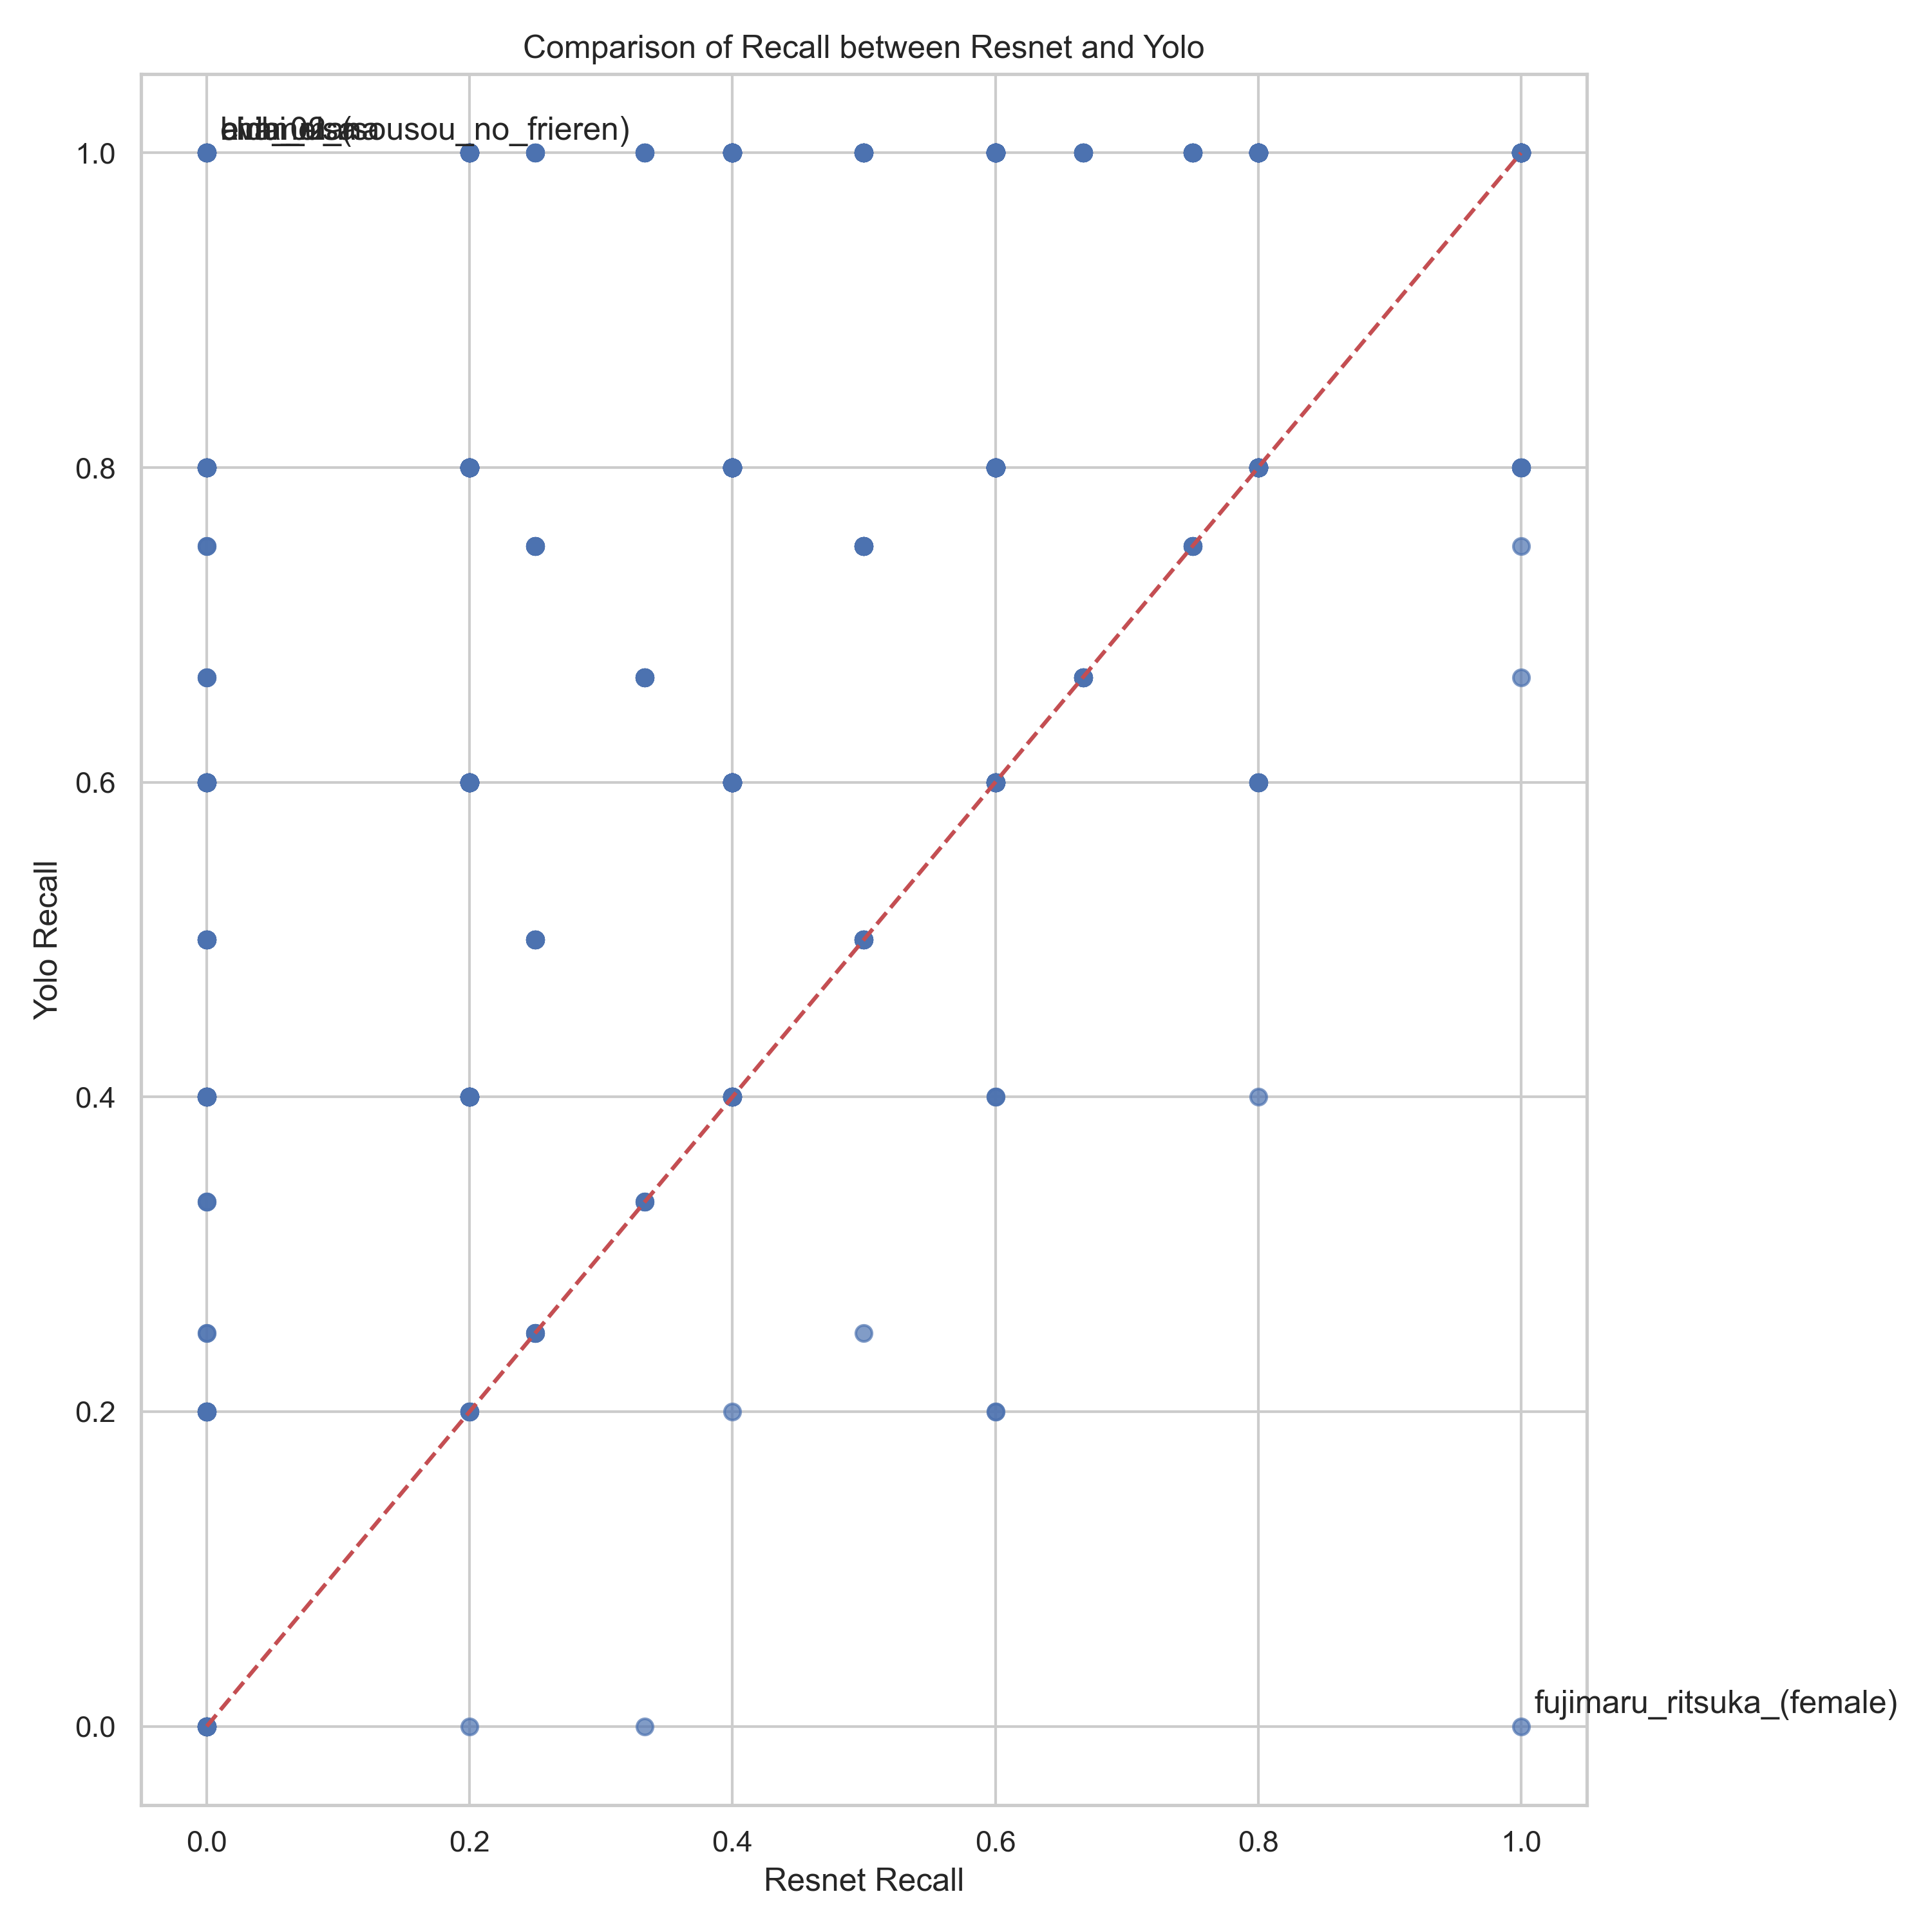 Comparison of Recall between Resnet and Yolo
sousou_no_frieren)
1.0
0.8
0.6
0.4
0.2
0.0
Yolo Recall
fujimaru_ritsuka_(female)
0.0 0.2 0.4 0.6 0.8 1.0
Resnet Recall